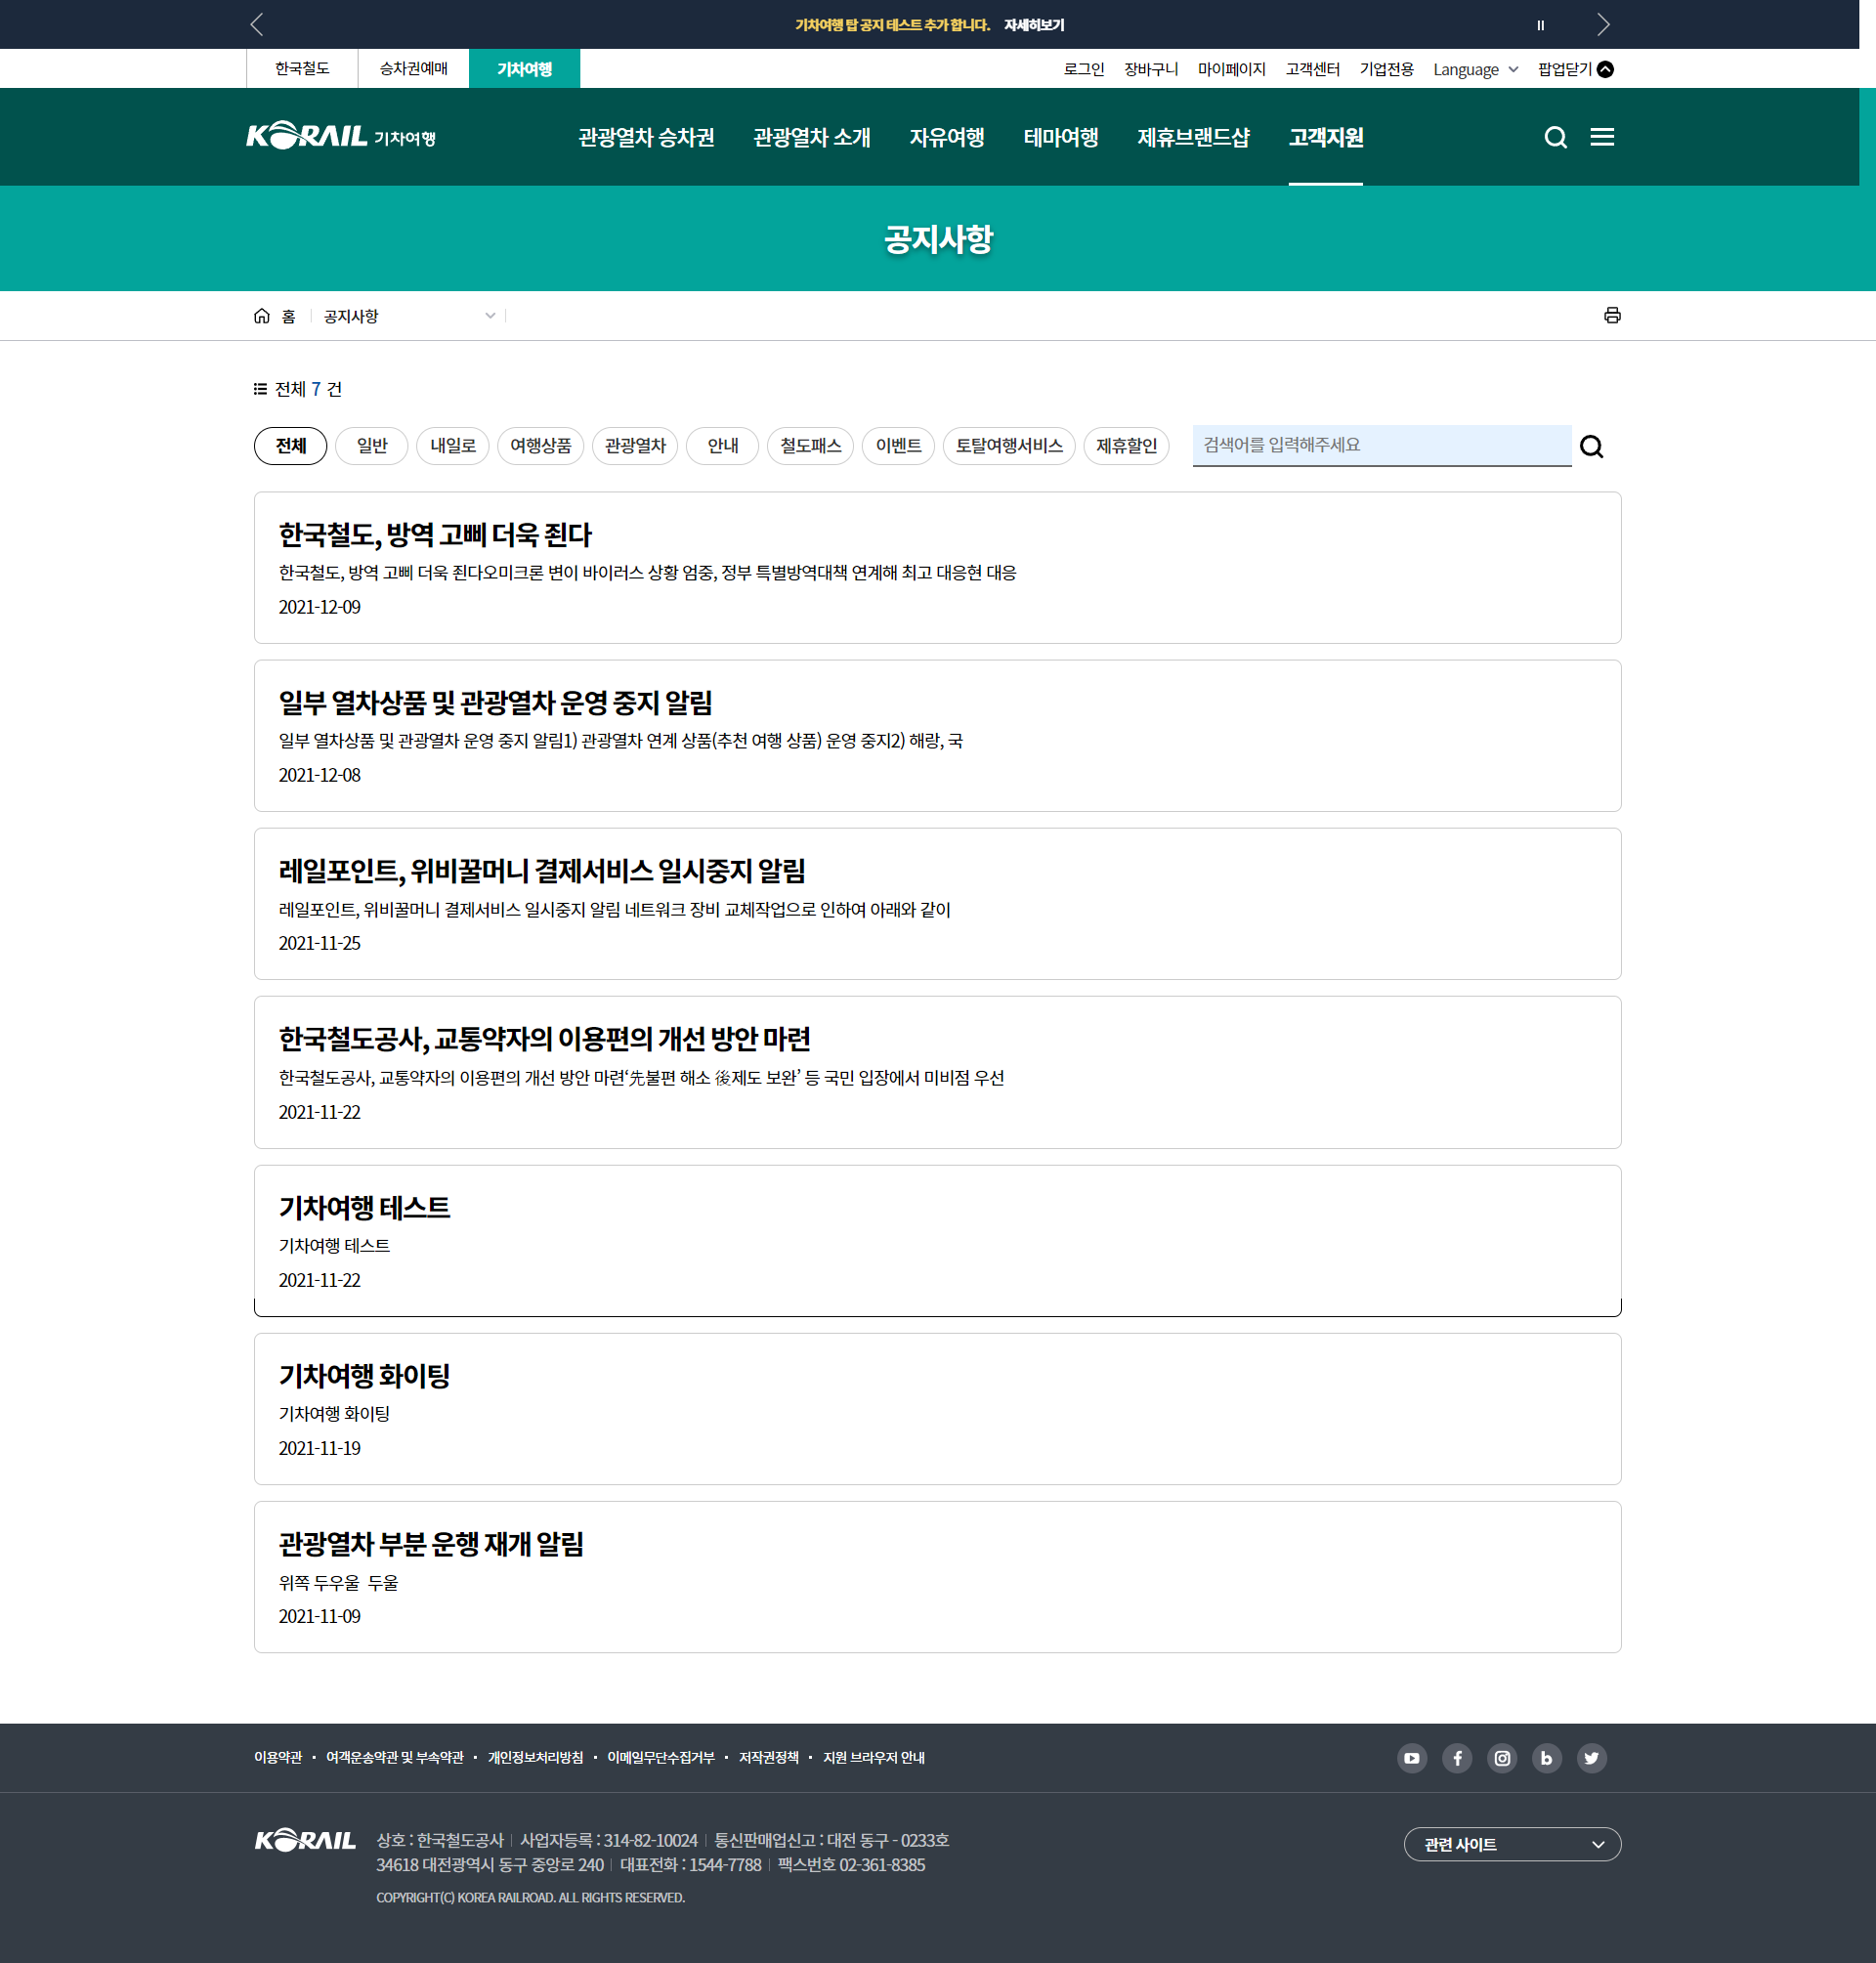 기차여행 탑 공지 테스트 추가 합니다. 자세히보기
한국철도 승차권예매 기차여행
로그인 장바구니 마이페이지 고객센터 기업전용 Language 팝업닫기
KORAIL 기차여행
관광열차 승차권 관광열차 소개 자유여행 테마여행 제휴브랜드샵 고객지원
공지사항
홈 공지사항
전체 7 건
전체 일반 내일로 여행상품 관광열차 안내 철도패스 이벤트 토탈여행서비스 제휴할인 검색어를 입력해주세요
한국철도, 방역 고삐 더욱 죈다
한국철도, 방역 고삐 더욱 죈다오미크론 변이 바이러스 상황 엄중, 정부 특별방역대책 연계해 최고 대응현 대응
2021-12-09
일부 열차상품 및 관광열차 운영 중지 알림
일부 열차상품 및 관광열차 운영 중지 알림1) 관광열차 연계 상품(추천 여행 상품) 운영 중지2) 해랑, 국
2021-12-08
레일포인트, 위비꿀머니 결제서비스 일시중지 알림
레일포인트, 위비꿀머니 결제서비스 일시중지 알림 네트워크 장비 교체작업으로 인하여 아래와 같이
2021-11-25
한국철도공사, 교통약자의 이용편의 개선 방안 마련
한국철도공사, 교통약자의 이용편의 개선 방안 마련‘先불편 해소 後제도 보완’ 등 국민 입장에서 미비점 우선
2021-11-22
기차여행 테스트
기차여행 테스트
2021-11-22
기차여행 화이팅
기차여행 화이팅
2021-11-19
관광열차 부분 운행 재개 알림
위쪽 두우울  두울
2021-11-09
이용약관 • 여객운송약관 및 부속약관 • 개인정보처리방침 • 이메일무단수집거부 • 저작권정책 • 지원 브라우저 안내
KORAIL
상호 : 한국철도공사 | 사업자등록 : 314-82-10024 | 통신판매업신고 : 대전 동구 - 0233호
34618 대전광역시 동구 중앙로 240 | 대표전화 : 1544-7788 | 팩스번호 02-361-8385
COPYRIGHT(C) KOREA RAILROAD. ALL RIGHTS RESERVED.
관련 사이트